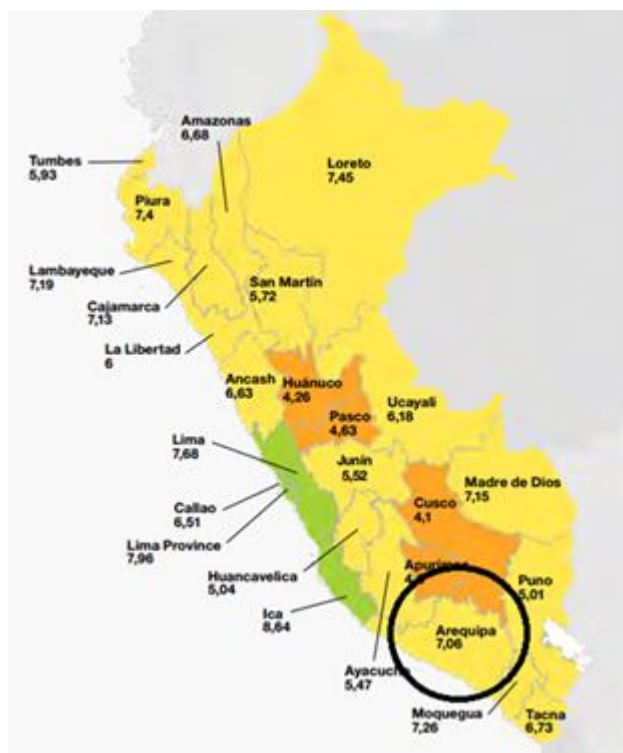 Amazonas
6,68
Tumbes
5,93
Loreto
7,45
Piura
7,4
Lambayeque
7,19
San Martín
5,72
Cajamarca
7,13
La Libertad
6
Ancash
6,63
Huánuco
4,26
Ucayali
6,18
Pasco
4,63
Lima
7,68
Junín
5,52
Madre de Dios
7,15
Cusco
4,1
Callao
6,51
Lima Province
7,96
Huancavelica
5,04
Puno
5,01
Ica
8,64
Arequipa
7,06
5,47
Moquegua
7,26
Tacna
6,73